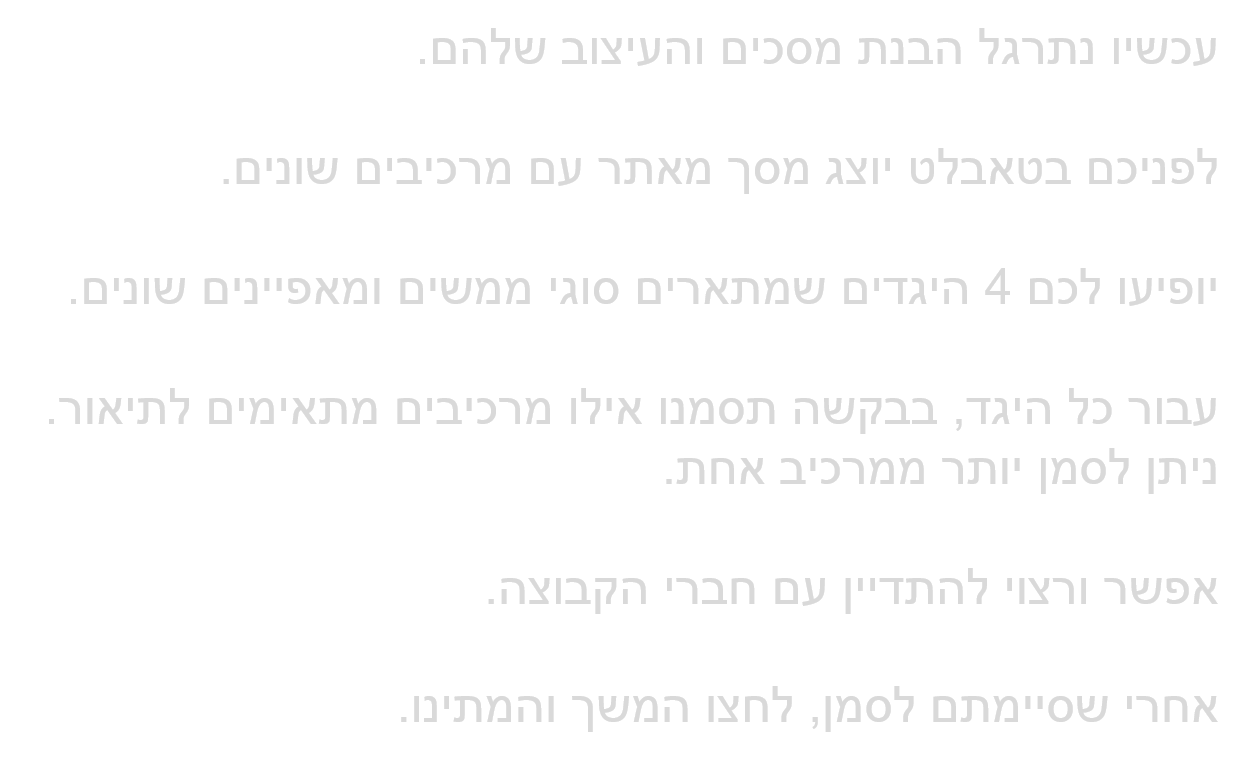 עכשיו נתרגל הבנת מסכים והעיצוב שלהם.
לפניכם בטאבלט יוצג מסך מאתר עם מרכיבים שונים.
יופיעו לכם 4 היגדים שמתארים סוגי ממשים ומאפיינים שונים.
עבור כל היגד, בבקשה תסמנו אילו מרכיבים מתאימים לתיאור.
ניתן לסמן יותר ממרכיב אחת.
אפשר ורצוי להתדיין עם חברי הקבוצה.
אחרי שסיימתם לסמן, לחצו המשך והמתינו.